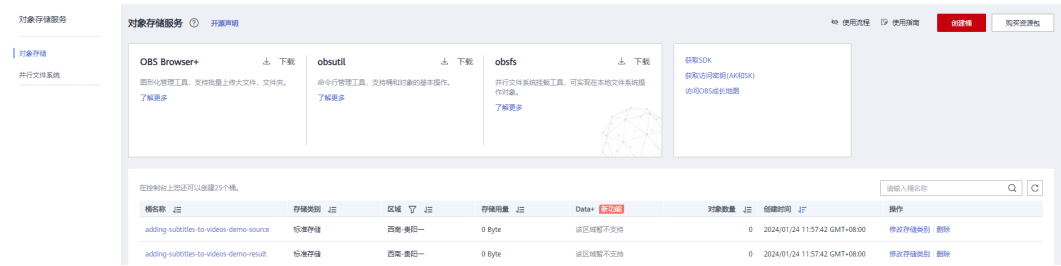 对象存储服务
对象存储
并行文件系统
对象存储服务 ? 开源声明
使用流程 使用指南 创建桶 购买资源包
OBS Browser+ 下载
图形化管理工具，支持批量上传大文件、文件夹。
了解更多
obsutil 下载
命令行管理工具，支持桶和对象的基本操作。
了解更多
obsfs 下载
并行文件系统挂载工具，可实现在本地文件系统操
作对象。
了解更多
获取SDK
获取访问密钥(AK和SK)
访问OBS成长地图
在控制台上您还可以创建25个桶。
请输入桶名称
桶名称 存储类别 区域 存储用量 Data+ 新功能 对象数量 创建时间 操作
adding-subtitles-to-videos-demo-source 标准存储 西南-贵阳一 0 Byte 该区域暂不支持 0 2024/01/24 11:57:42 GMT+08:00 修改存储类别 删除
adding-subtitles-to-videos-demo-result 标准存储 西南-贵阳一 0 Byte 该区域暂不支持 0 2024/01/24 11:57:42 GMT+08:00 修改存储类别 删除